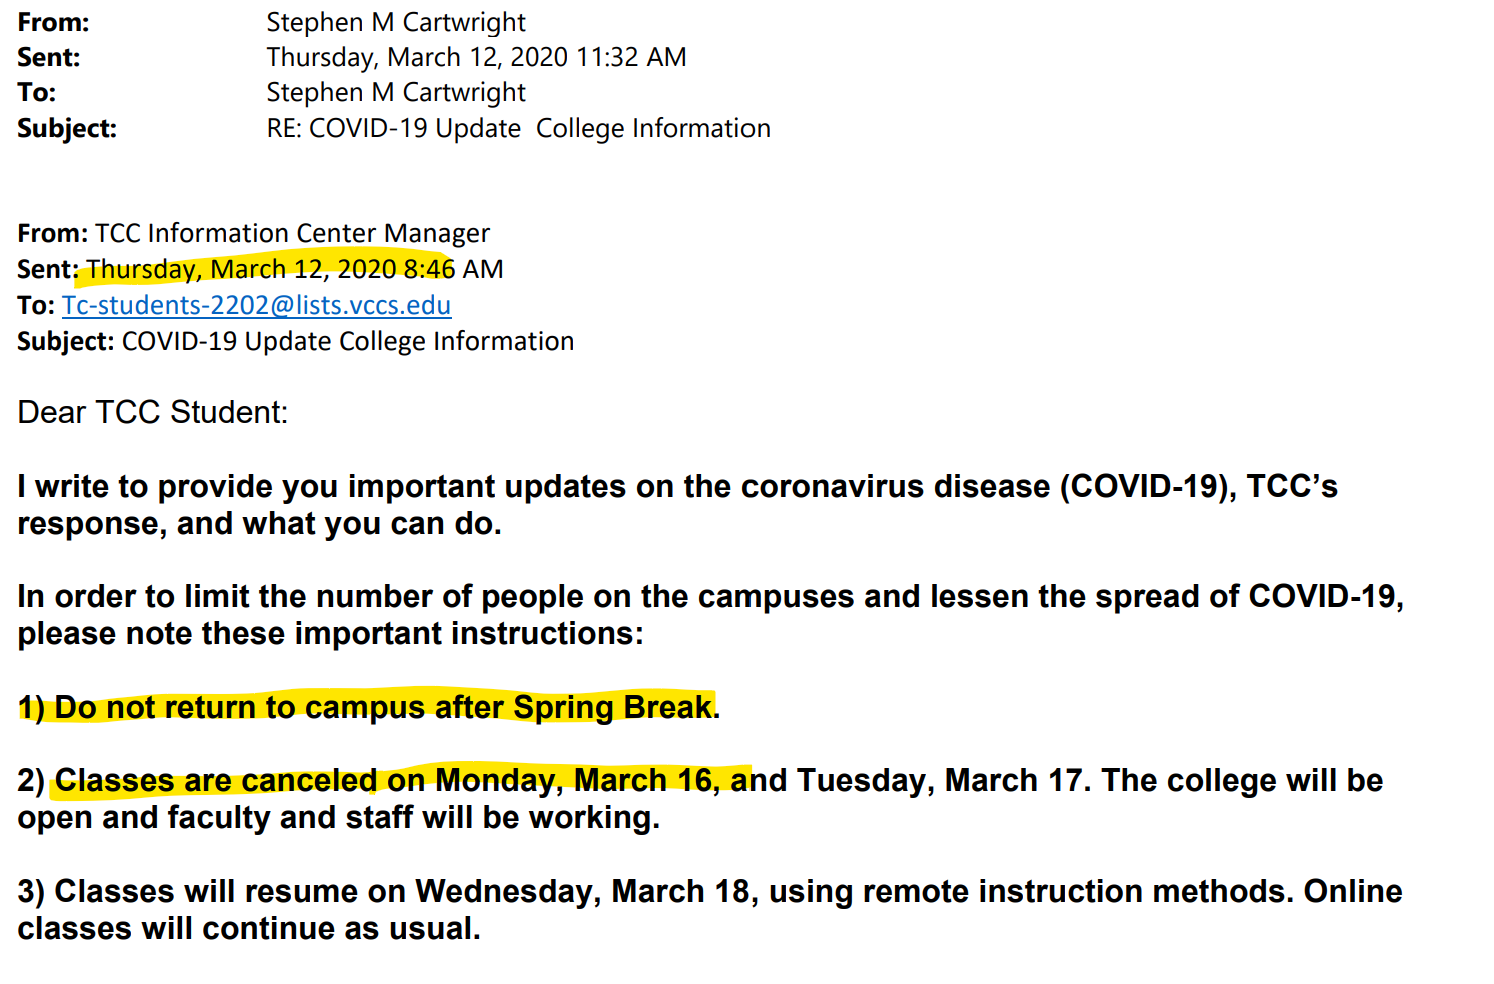 From: Stephen M Cartwright
Sent: Thursday, March 12, 2020 11:32 AM
To: Stephen M Cartwright
Subject: RE: COVID-19 Update  College Information
From: TCC Information Center Manager
Sent: Thursday, March 12, 2020 8:46 AM
To: Tc-students-2202@lists.vccs.edu
Subject: COVID-19 Update College Information
Dear TCC Student:
I write to provide you important updates on the coronavirus disease (COVID-19), TCC’s
response, and what you can do.
In order to limit the number of people on the campuses and lessen the spread of COVID-19,
please note these important instructions:
1) Do not return to campus after Spring Break.
2) Classes are canceled on Monday, March 16, and Tuesday, March 17. The college will be
open and faculty and staff will be working.
3) Classes will resume on Wednesday, March 18, using remote instruction methods. Online
classes will continue as usual.